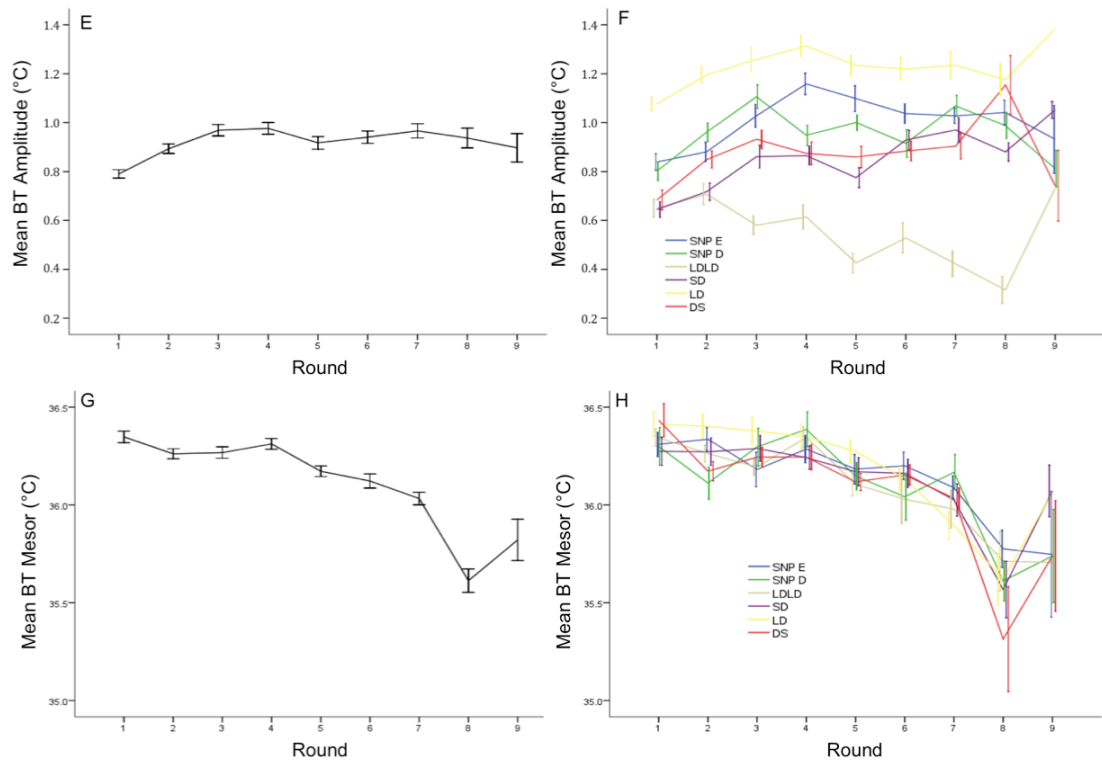 E
Mean BT Amplitude (°C)
1.4
1.2
1.0
0.8
0.6
0.4
0.2
1 2 3 4 5 6 7 8 9
Round
F
Mean BT Amplitude (°C)
1.4
1.2
1.0
0.8
0.6
0.4
0.2
SNP E
SNP D
LDLD
SD
LD
DS
1 2 3 4 5 6 7 8 9
Round
G
Mean BT Mesor (°C)
36.5
36.0
35.5
35.0
1 2 3 4 5 6 7 8 9
Round
H
Mean BT Mesor (°C)
36.5
36.0
35.5
35.0
SNP E
SNP D
LDLD
SD
LD
DS
1 2 3 4 5 6 7 8 9
Round